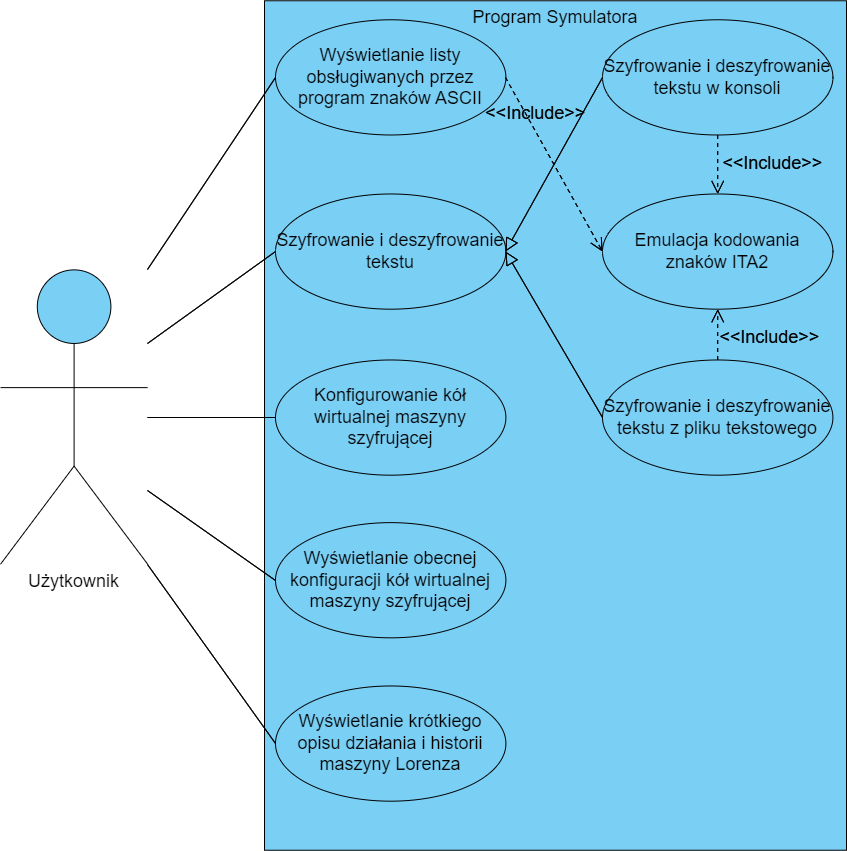 Program Symulatora
Wyświetlanie listy
obsługiwanych przez
program znaków ASCII
<<Include>>
Szyfrowanie i deszyfrowanie
tekstu w konsoli
<<Include>>
Szyfrowanie i deszyfrowanie
tekstu
Emulacja kodowania
znaków ITA2
<<Include>>
Konfigurowanie kół
wirtualnej maszyny
szyfrującej
Szyfrowanie i deszyfrowanie
tekstu z pliku tekstowego
Wyświetlanie obecnej
konfiguracji kół wirtualnej
maszyny szyfrującej
Użytkownik
Wyświetlanie krótkiego
opisu działania i historii
maszyny Lorenza